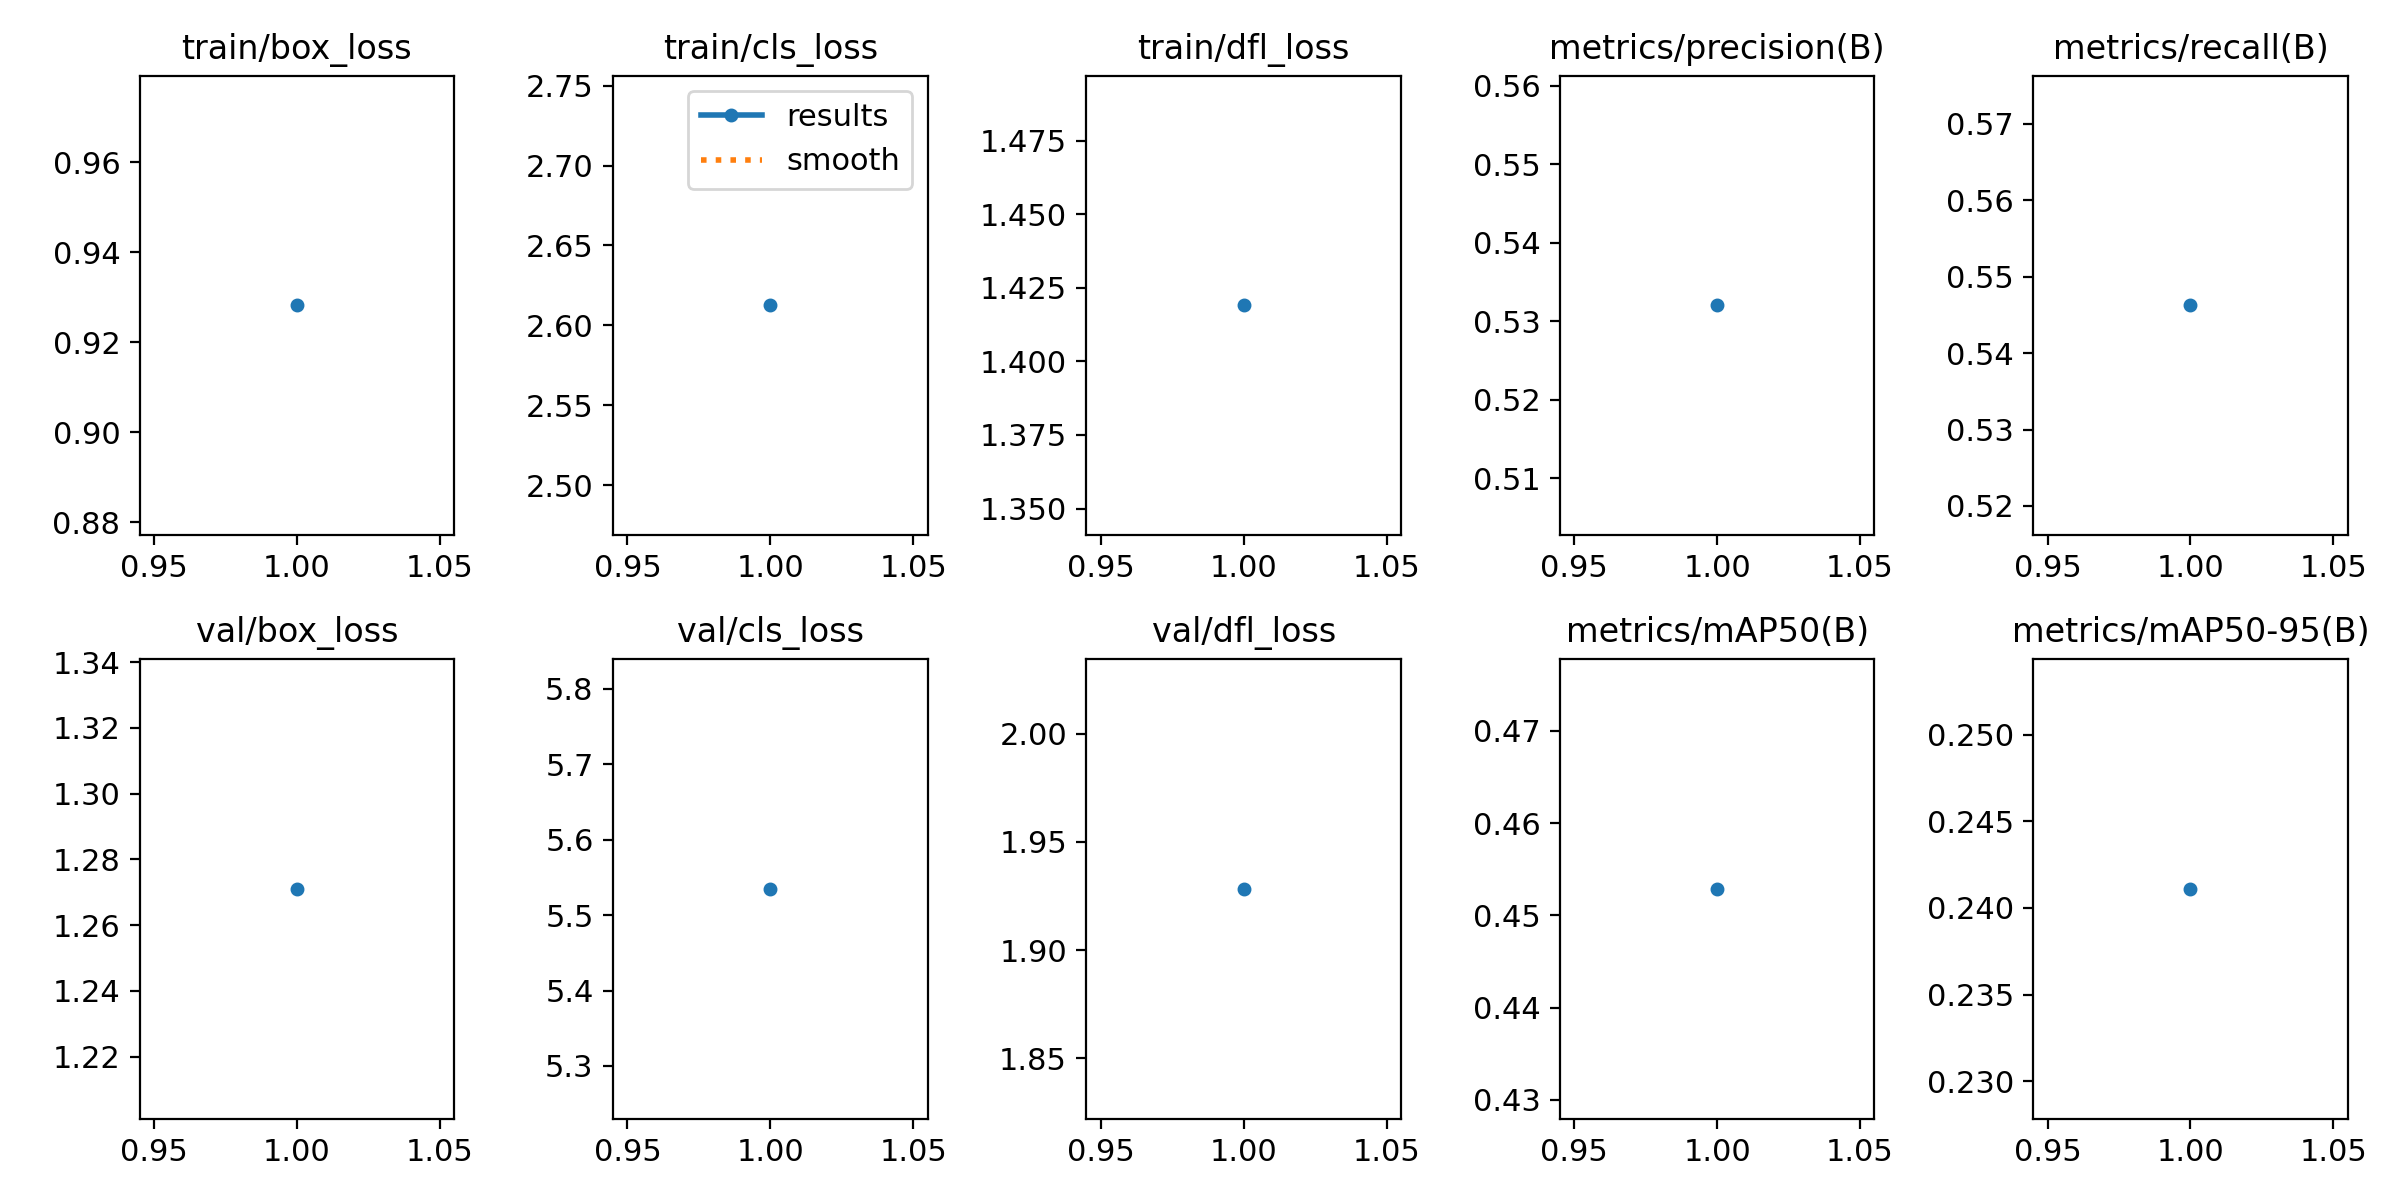 train/box_loss
0.96
0.94
0.92
0.90
0.88
0.95 1.00 1.05
train/cls_loss
2.75
2.70
2.65
2.60
2.55
2.50
results
smooth
0.95 1.00 1.05
train/dfl_loss
1.475
1.450
1.425
1.400
1.375
1.350
0.95 1.00 1.05
metrics/precision(B)
0.56
0.55
0.54
0.53
0.52
0.51
0.95 1.00 1.05
metrics/recall(B)
0.57
0.56
0.55
0.54
0.53
0.52
0.95 1.00 1.05
val/box_loss
1.34
1.32
1.30
1.28
1.26
1.24
1.22
0.95 1.00 1.05
val/cls_loss
5.8
5.7
5.6
5.5
5.4
5.3
0.95 1.00 1.05
val/dfl_loss
2.00
1.95
1.90
1.85
0.95 1.00 1.05
metrics/mAP50(B)
0.47
0.46
0.45
0.44
0.43
0.95 1.00 1.05
metrics/mAP50-95(B)
0.250
0.245
0.240
0.235
0.230
0.95 1.00 1.05